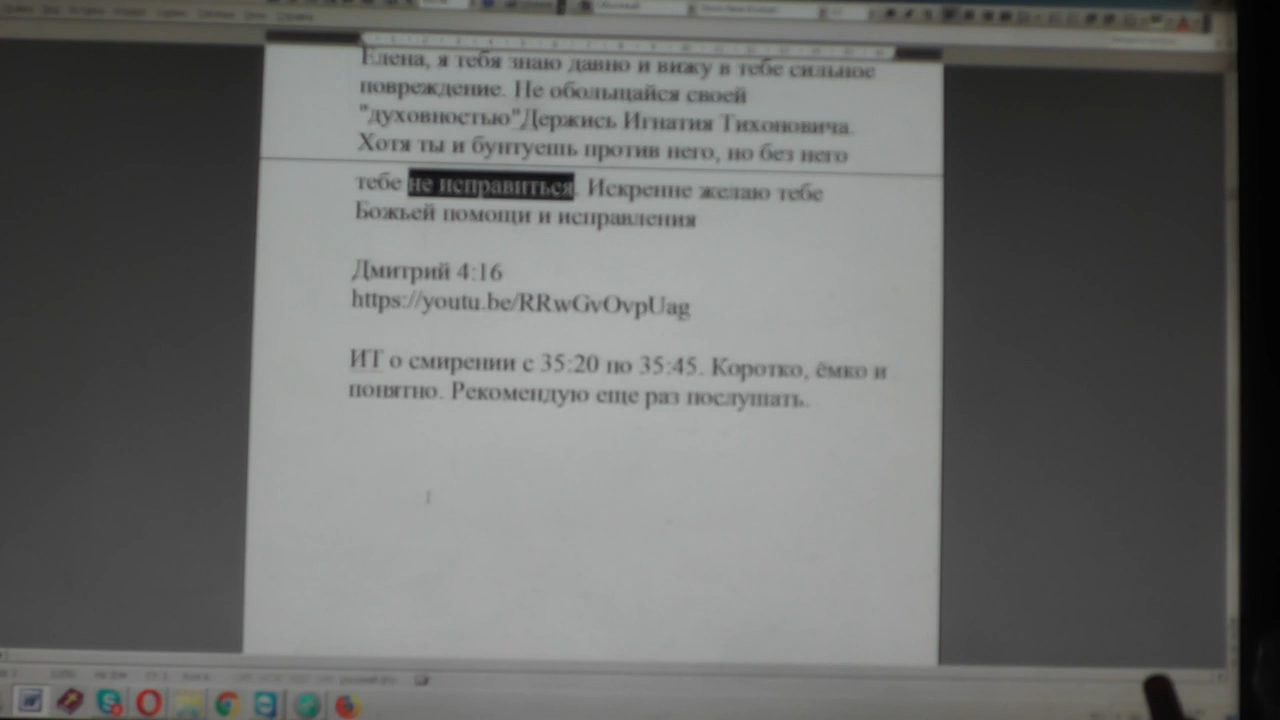 Елена, я тебя знаю давно и вижу в тебе сильное
повреждение. Не обольщайся своей
"духовностью"Держись Игнатия Тихоновича.
Хотя ты и бунтуешь против него, но без него
тебе не исправиться. Искренне желаю тебе
Божьей помощи и исправления
Дмитрий 4:16
https://youtu.be/RRwGvOvpUag
ИТ о смирении с 35:20 по 35:45. Коротко, ёмко и
понятно. Рекомендую еще раз послушать.